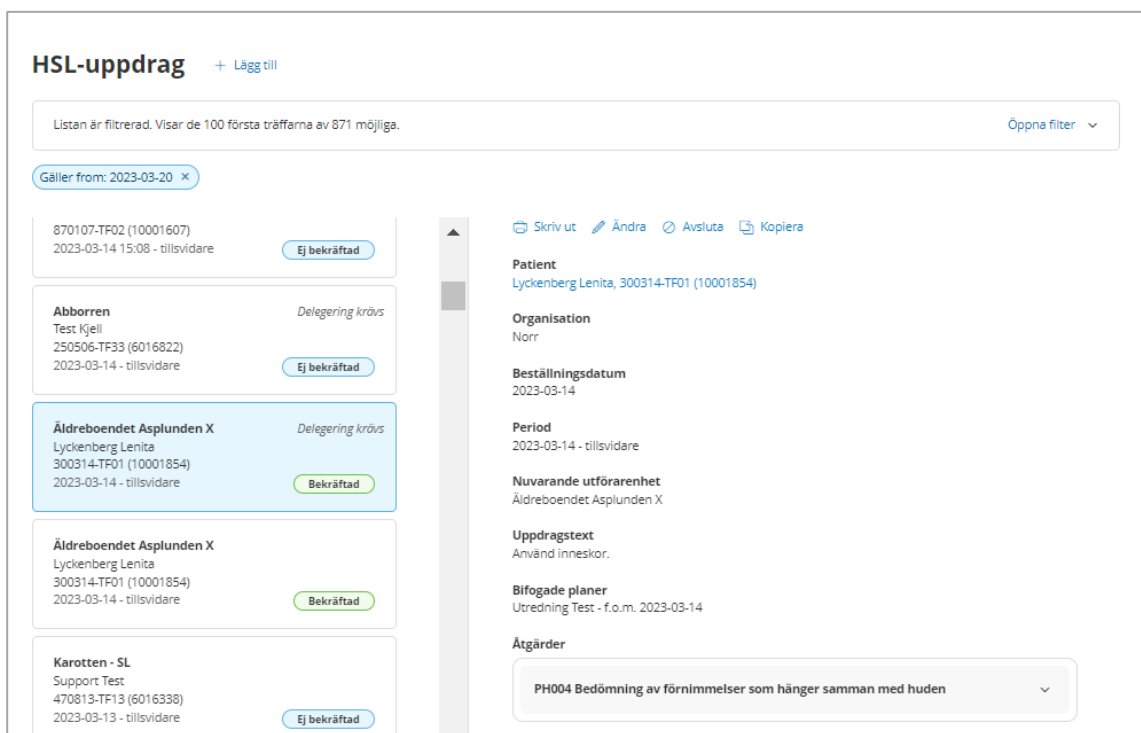 HSL-uppdrag
+ Lägg till
Listan är filtrerad. Visar de 100 första träffarna av 871 möjliga.
Öppna filter
Gäller from: 2023-03-20 ×
870107-TF02 (10001607)
2023-03-14 15:08 - tillsvidare
Ej bekräftad
Abborren
Delegering krävs
Test Kjell
250506-TF33 (6016822)
2023-03-14 - tillsvidare
Ej bekräftad
Äldreboendet Asplunden X
Delegering krävs
Lyckenberg Lenita
300314-TF01 (10001854)
2023-03-14 - tillsvidare
Bekräftad
Äldreboendet Asplunden X
Lyckenberg Lenita
300314-TF01 (10001854)
2023-03-14 - tillsvidare
Bekräftad
Karotten - SL
Support Test
470813-TF13 (6016338)
2023-03-13 - tillsvidare
Ej bekräftad
Skriv ut Ändra Avsluta Kopiera
Patient
Lyckenberg Lenita, 300314-TF01 (10001854)
Organisation
Norr
Beställningsdatum
2023-03-14
Period
2023-03-14 - tillsvidare
Nuvarande utförarenhet
Äldreboendet Asplunden X
Uppdragstext
Använd inneskor.
Bifogade planer
Utredning Test - f.o.m. 2023-03-14
Åtgärder
PH004 Bedömning av förnimmelser som hänger samman med huden